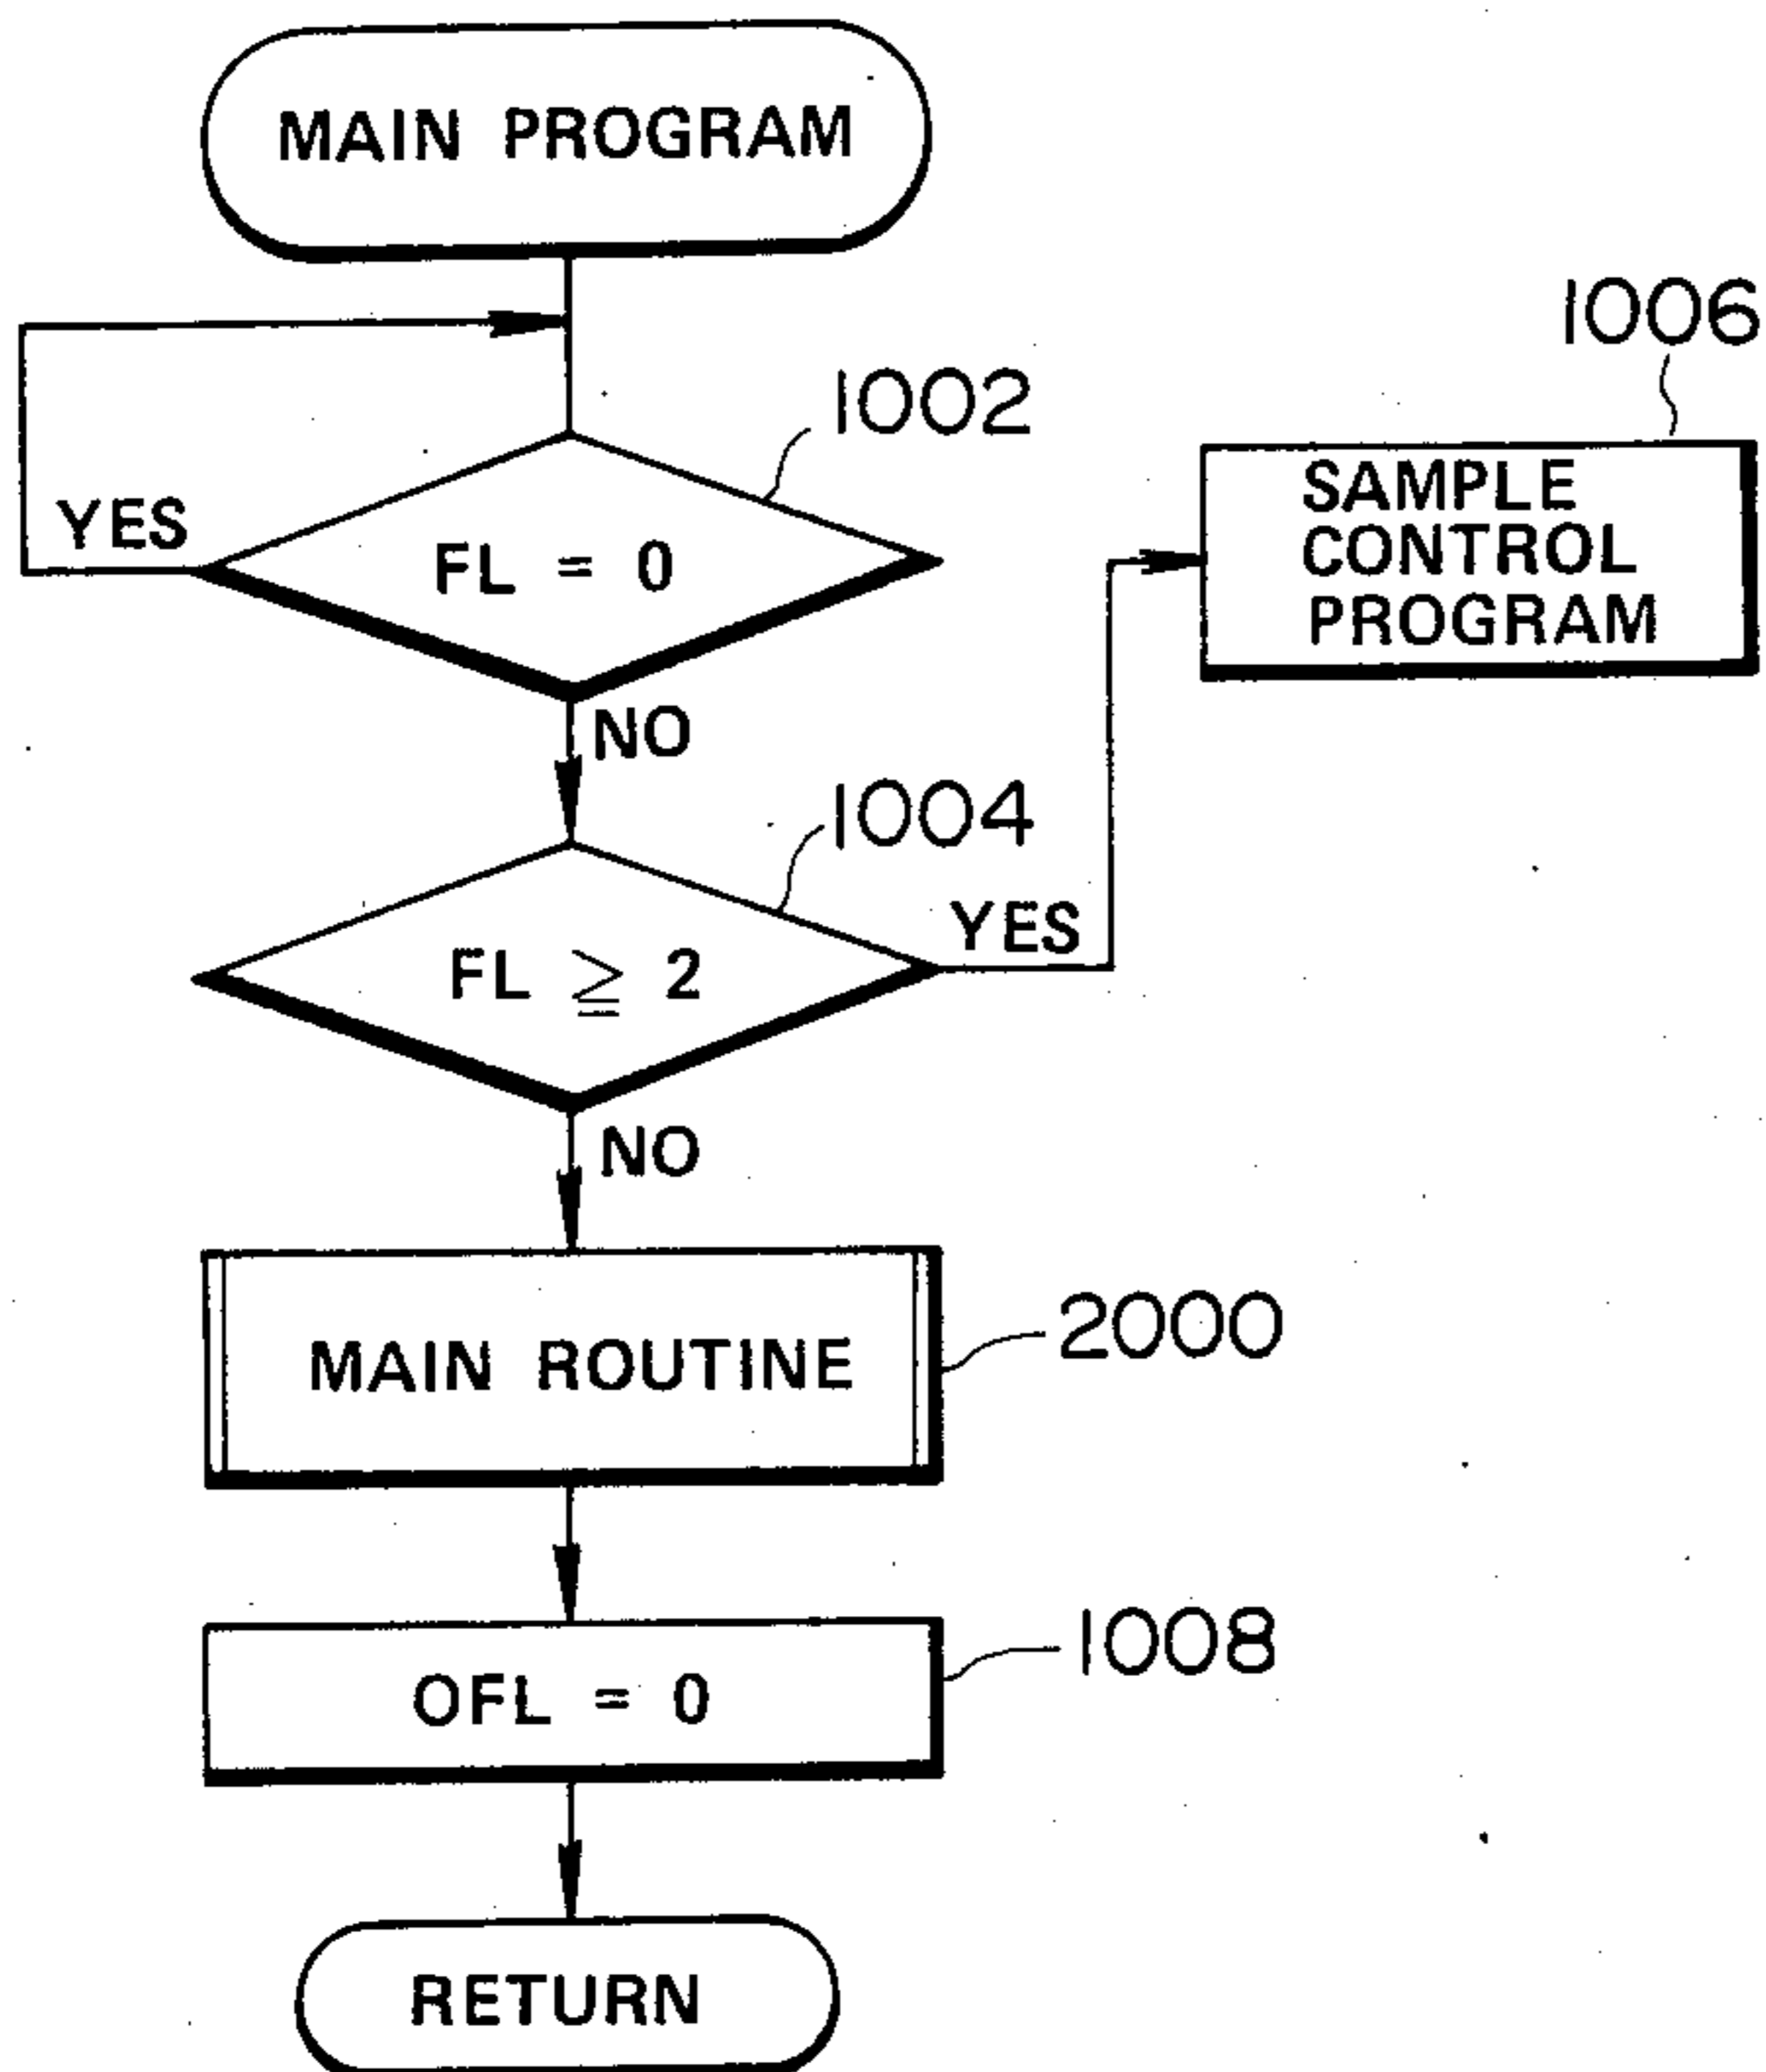 MAIN PROGRAM
1002
YES
FL = 0
NO
1006
SAMPLE
CONTROL
PROGRAM
1004
YES
FL ≧ 2
NO
MAIN ROUTINE
2000
OFL = 0
1008
RETURN